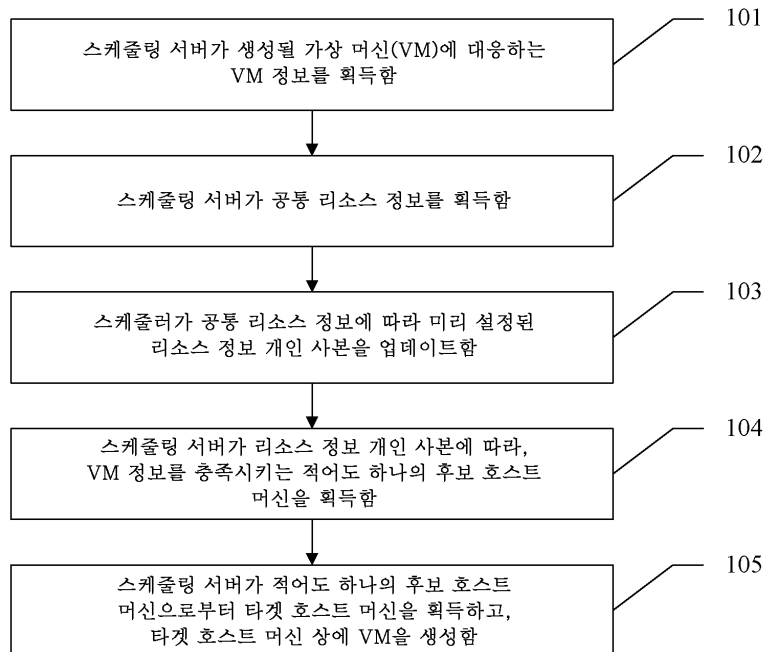 101
스케줄링 서버가 생성될 가상 머신(VM)에 대응하는
VM 정보를 획득함
102
스케줄링 서버가 공통 리소스 정보를 획득함
103
스케줄러가 공통 리소스 정보에 따라 미리 설정된
리소스 정보 개인 사본을 업데이트함
104
스케줄링 서버가 리소스 정보 개인 사본에 따라,
VM 정보를 충족시키는 적어도 하나의 후보 호스트
머신을 획득함
105
스케줄링 서버가 적어도 하나의 후보 호스트
머신으로부터 타겟 호스트 머신을 획득하고,
타겟 호스트 머신 상에 VM을 생성함